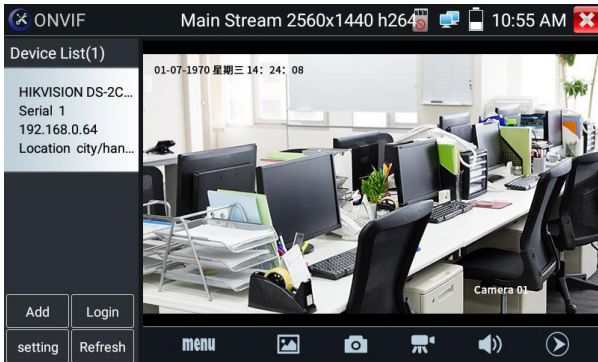 ONVIF
Main Stream 2560x1440 h264
10:55 AM
Device List(1)
HIKVISION DS-2C...
Serial 1
192.168.0.64
Location city/han...
01-07-1970 星期三 14：24：08
Camera 01
Add
Login
setting
Refresh
menu